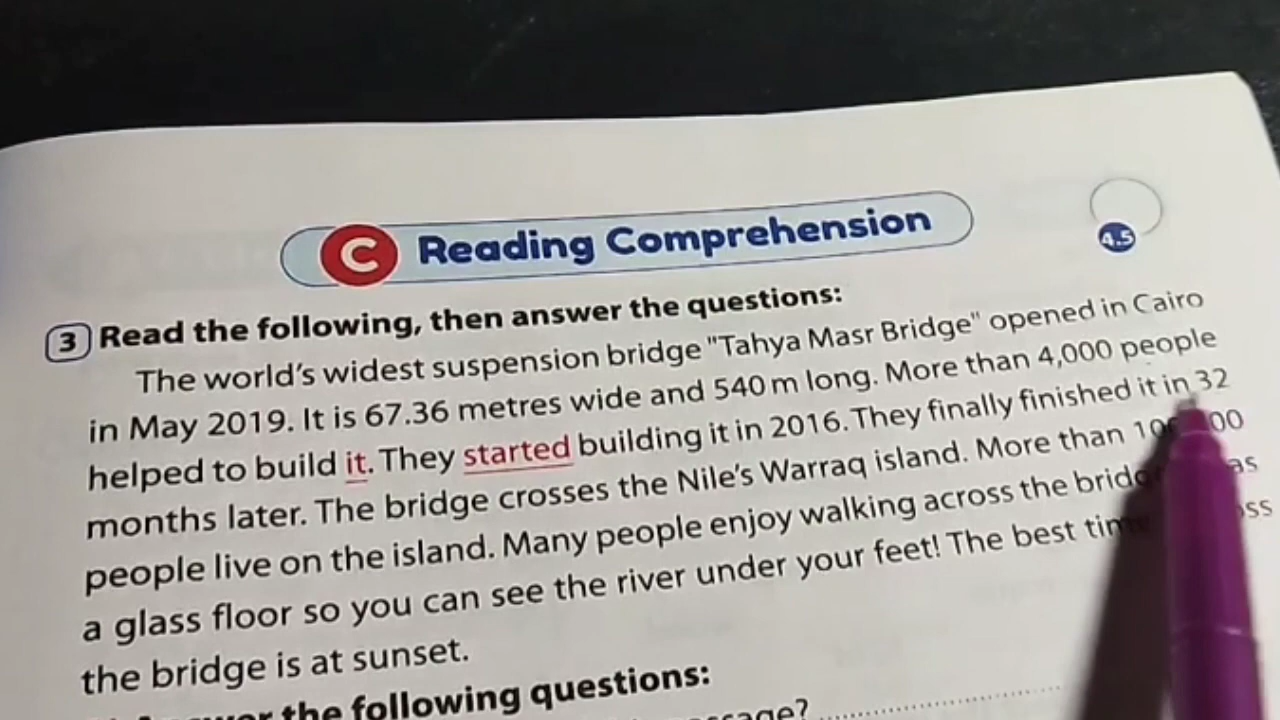 C Reading Comprehension
4.5
3 Read the following, then answer the questions:
The world's widest suspension bridge "Tahya Masr Bridge" opened in Cairo
in May 2019. It is 67.36 metres wide and 540 m long. More than 4,000 people
helped to build it. They started building it in 2016. They finally finished it in 32
months later. The bridge crosses the Nile's Warraq island. More than
people live on the island. Many people enjoy walking across the
a glass floor so you can see the river under your feet! The best
the bridge is at sunset.
the following questions: